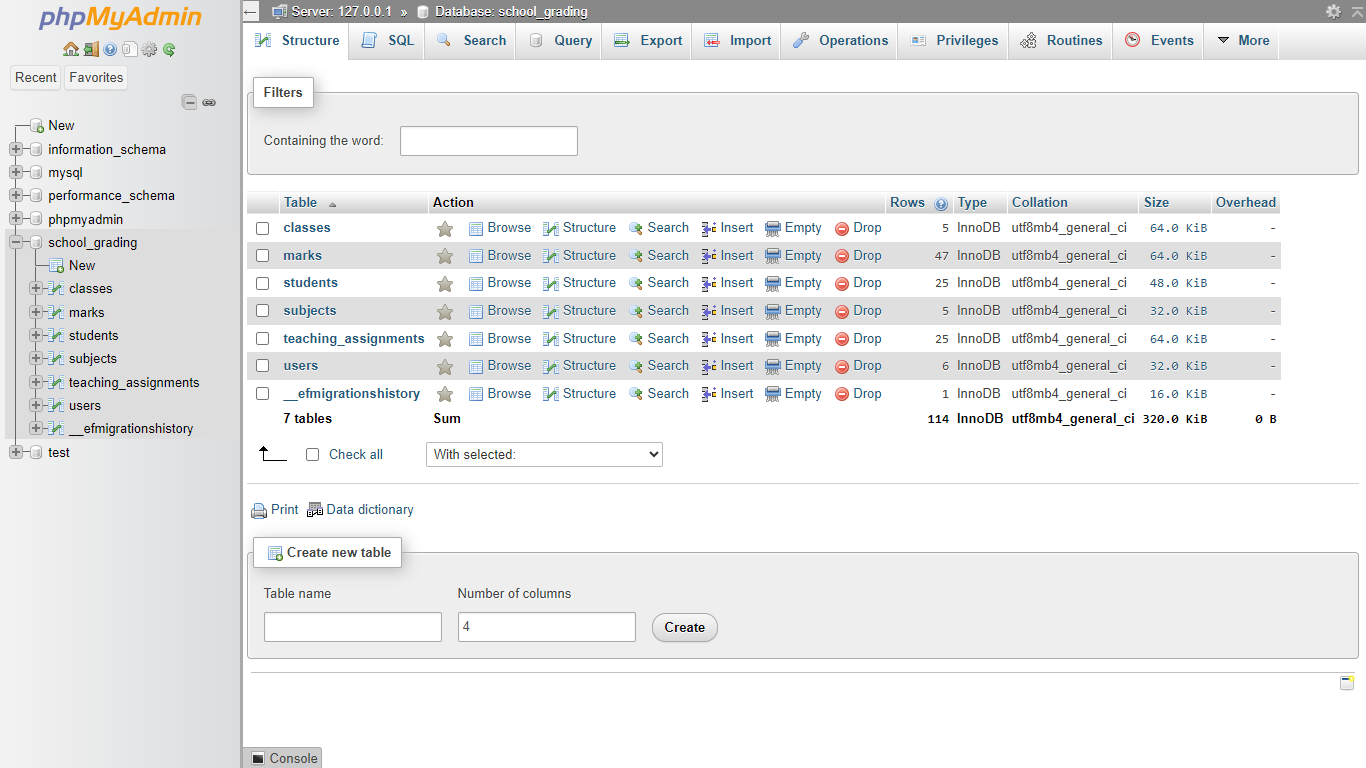 phpMyAdmin
Recent Favorites
New
information_schema
mysql
performance_schema
phpmyadmin
school_grading
New
classes
marks
students
subjects
teaching_assignments
users
__efmigrationshistory
test
Server: 127.0.0.1 » Database: school_grading
Structure SQL Search Query Export Import Operations Privileges Routines Events More
Filters
Containing the word:
Table Action Rows Type Collation Size Overhead
classes Browse Structure Search Insert Empty Drop 5 InnoDB utf8mb4_general_ci 64.0 KiB -
marks Browse Structure Search Insert Empty Drop 47 InnoDB utf8mb4_general_ci 64.0 KiB -
students Browse Structure Search Insert Empty Drop 25 InnoDB utf8mb4_general_ci 48.0 KiB -
subjects Browse Structure Search Insert Empty Drop 5 InnoDB utf8mb4_general_ci 32.0 KiB -
teaching_assignments Browse Structure Search Insert Empty Drop 25 InnoDB utf8mb4_general_ci 64.0 KiB -
users Browse Structure Search Insert Empty Drop 6 InnoDB utf8mb4_general_ci 32.0 KiB -
__efmigrationshistory Browse Structure Search Insert Empty Drop 1 InnoDB utf8mb4_general_ci 16.0 KiB -
7 tables Sum 114 InnoDB utf8mb4_general_ci 320.0 KiB 0 B
Check all With selected:
Print Data dictionary
Create new table
Table name Number of columns
4 Create
Console